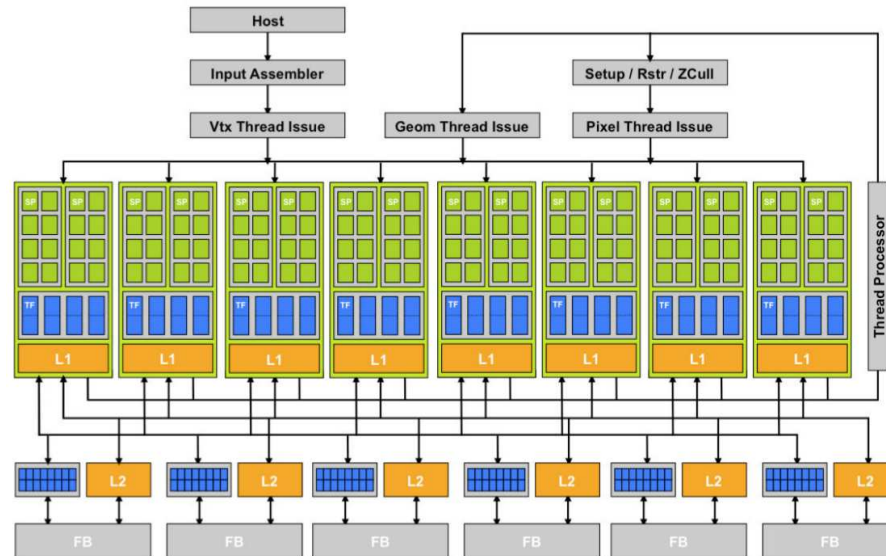 Host
Input Assembler
Setup / Rstr / ZCull
Vtx Thread Issue
Geom Thread Issue
Pixel Thread Issue
SP SP SP SP SP SP SP SP SP SP SP SP SP SP SP SP
Thread Processor
TF TF TF TF TF TF TF TF
L1 L1 L1 L1 L1 L1 L1 L1
L2 L2 L2 L2 L2 L2
FB FB FB FB FB FB